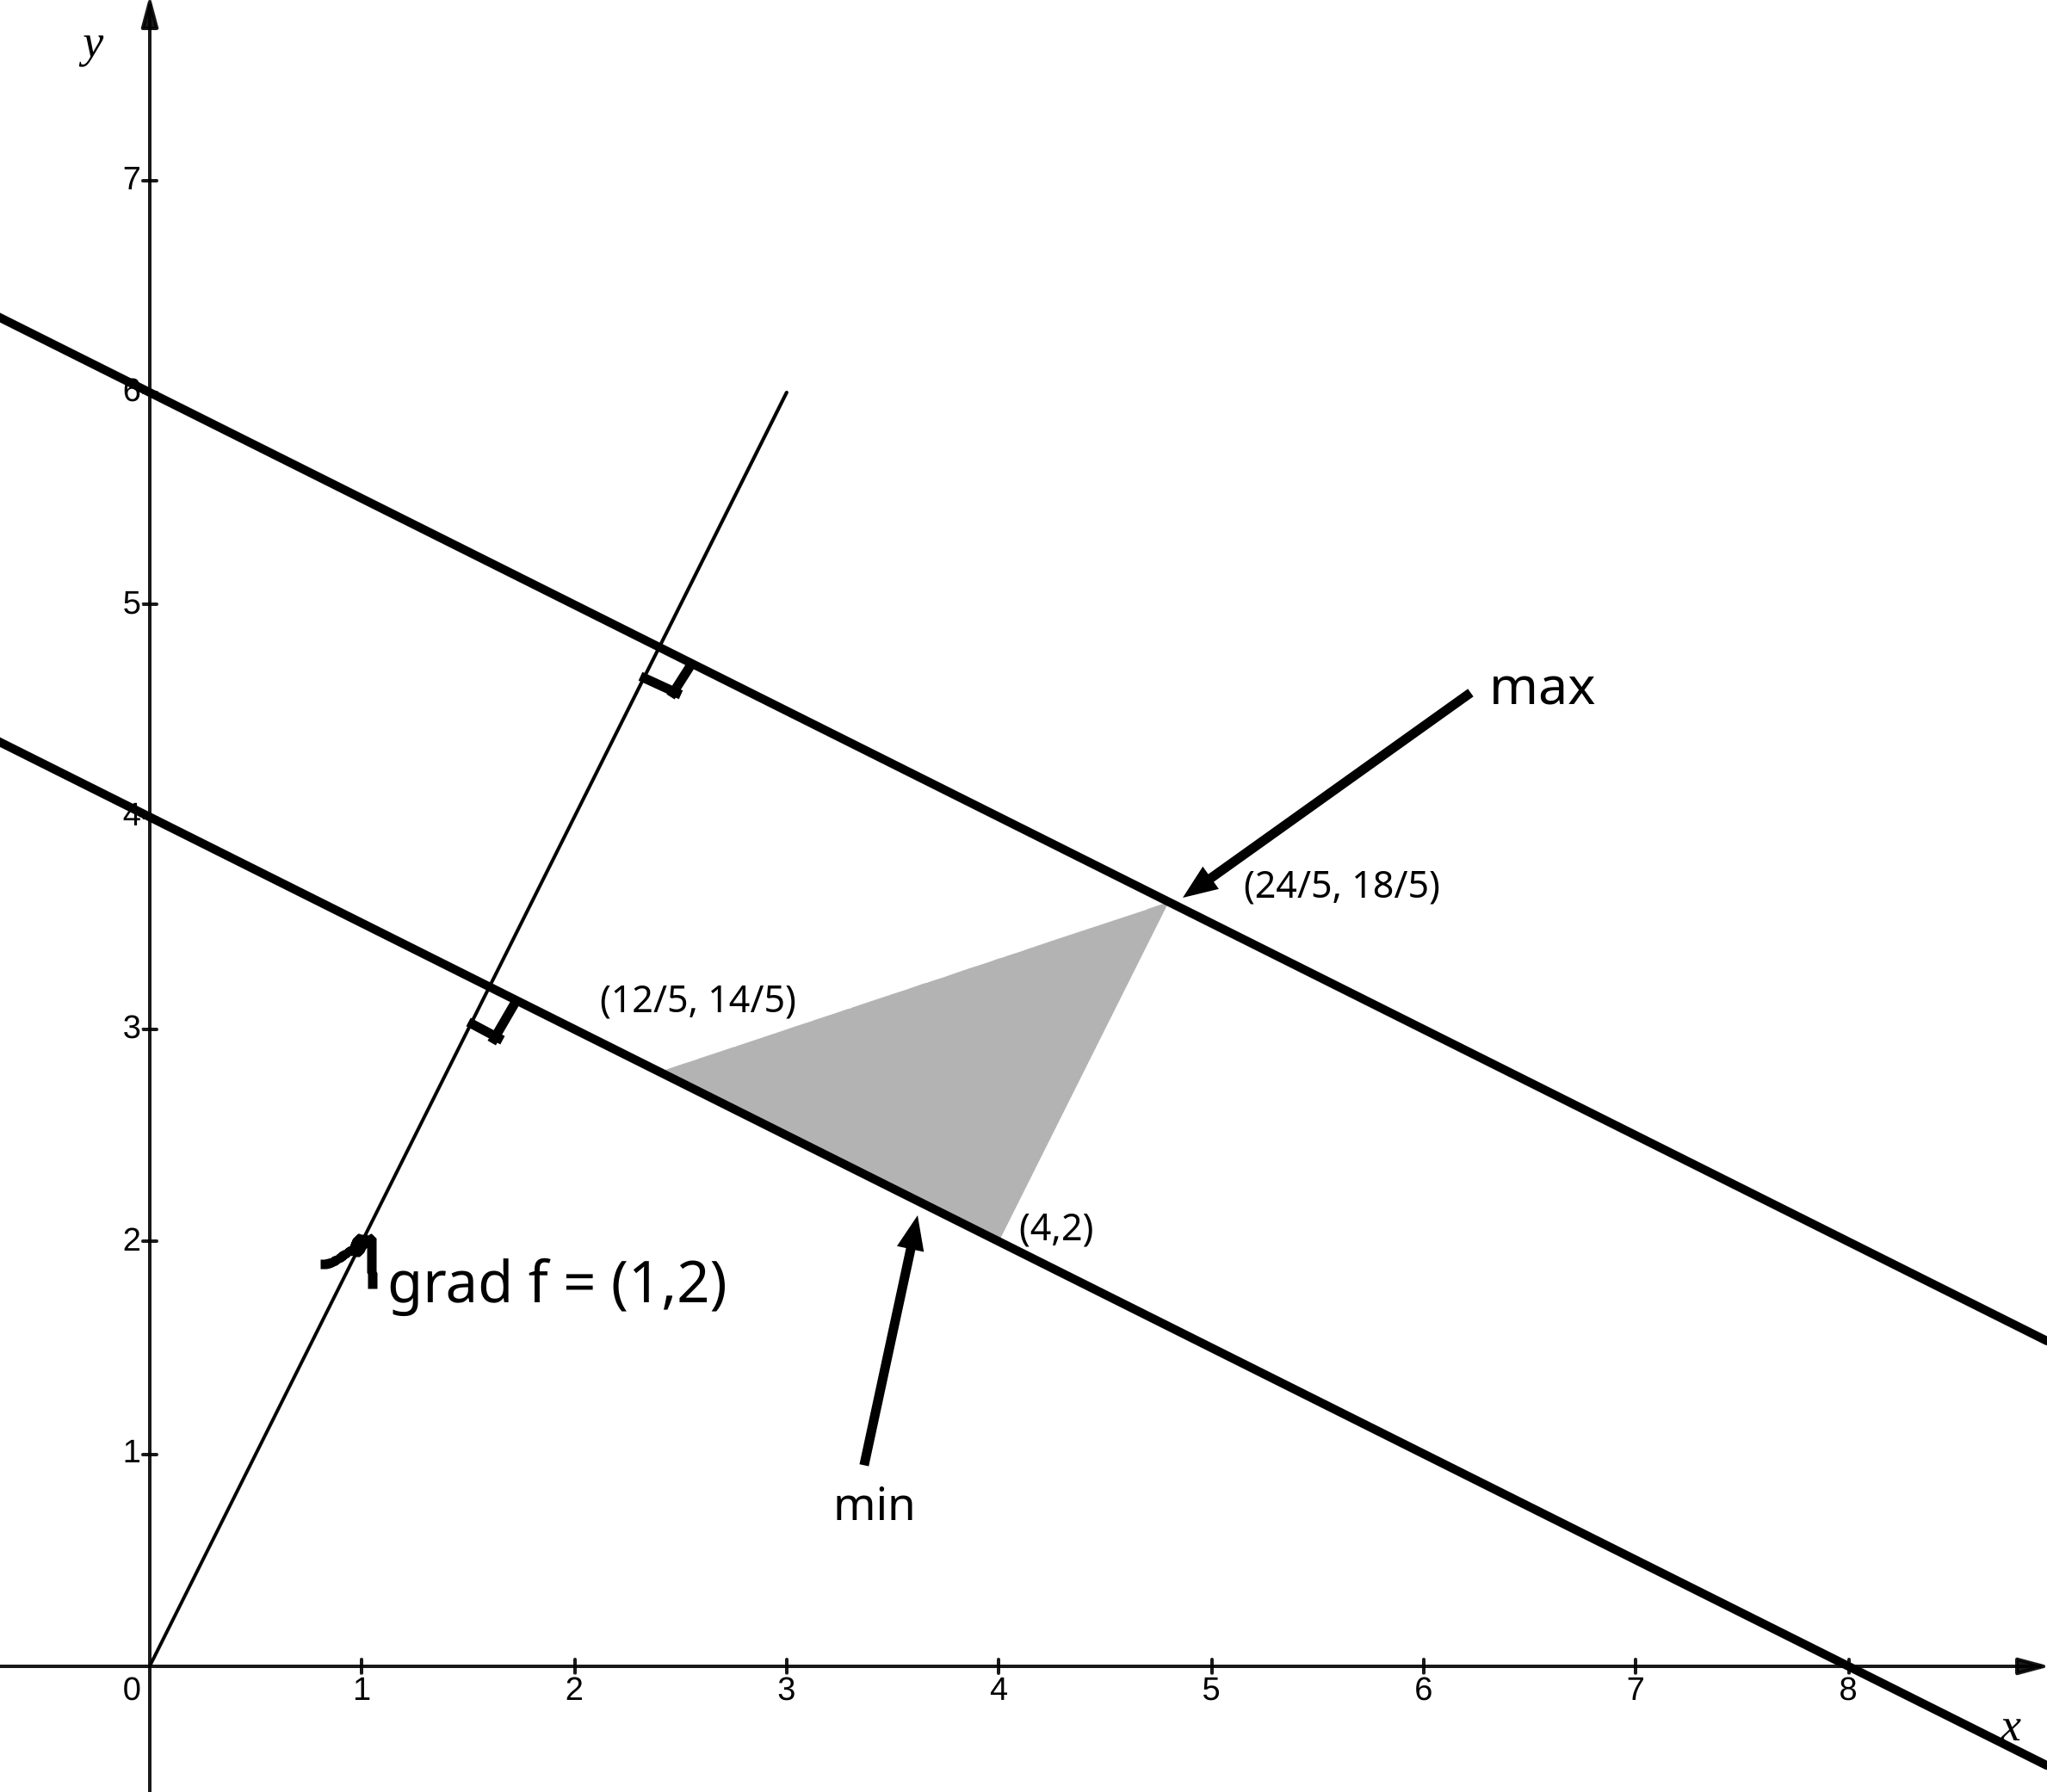 y
7
6
5
max
4
(24/5, 18/5)
(12/5, 14/5)
3
2
(4,2)
grad f = (1,2)
1
min
0 1 2 3 4 5 6 7 8
x